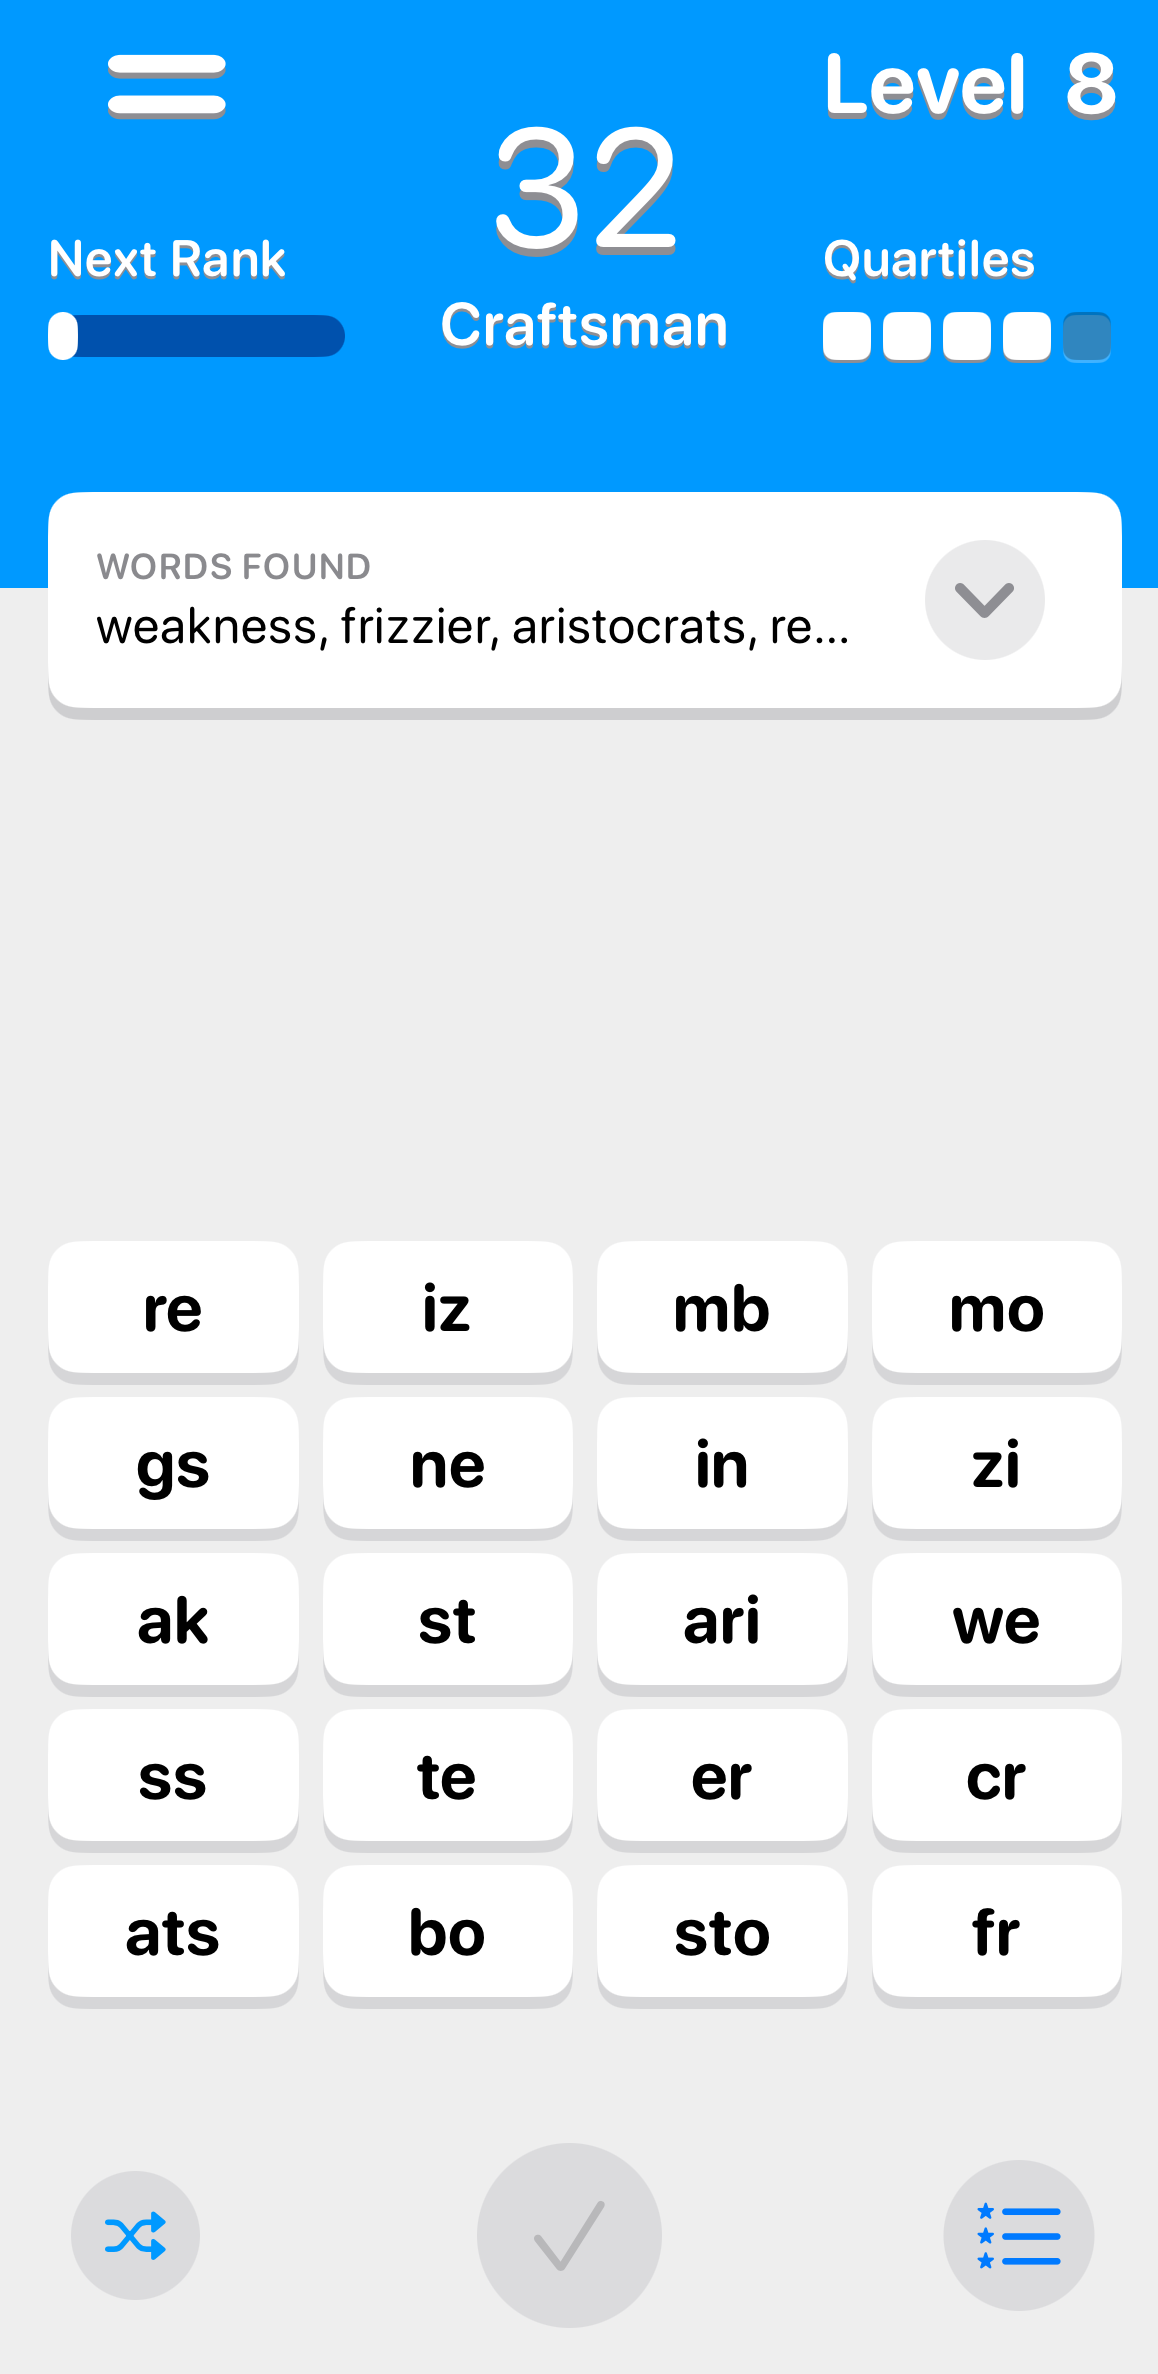 Level 8
32
Next Rank
Craftsman
Quartiles
WORDS FOUND
weakness, frizzier, aristocrats, re...
re iz mb mo
gs ne in zi
ak st ari we
ss te er cr
ats bo sto fr